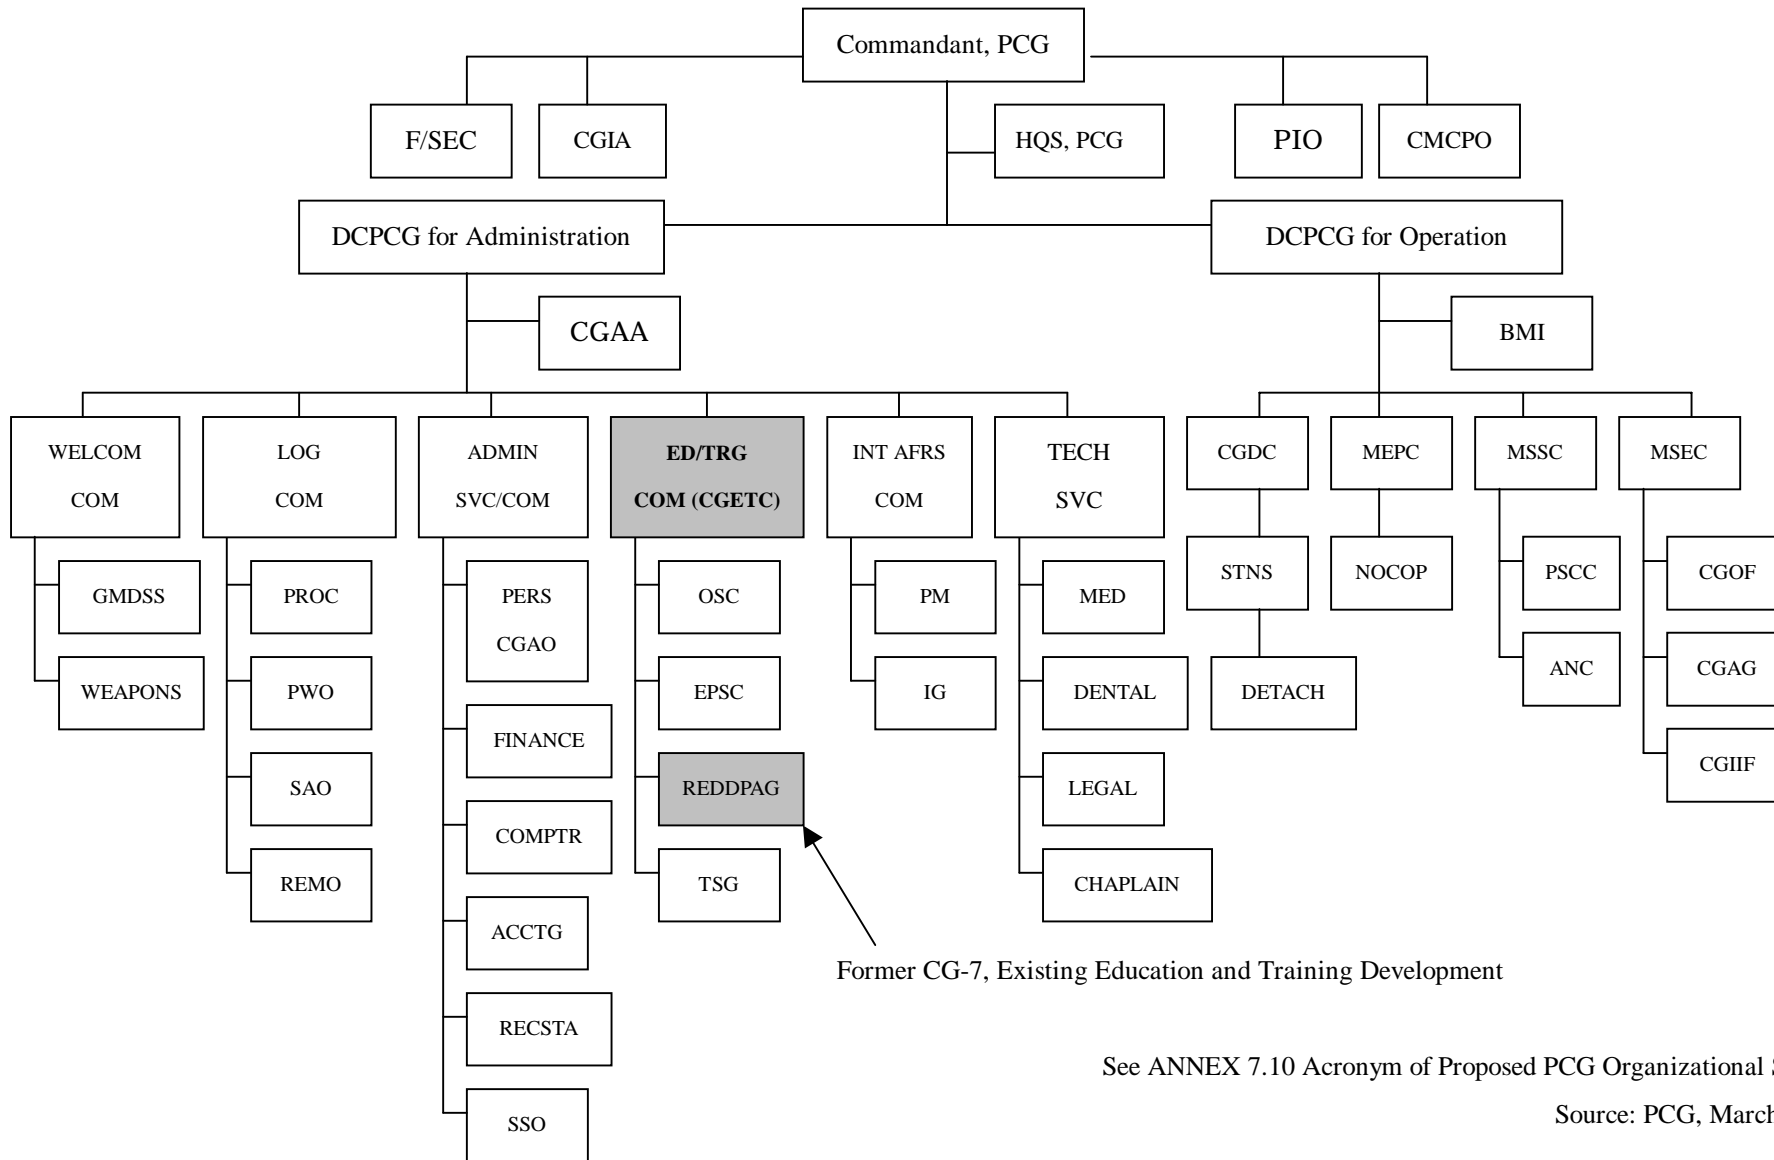 Commandant, PCG
F/SEC
CGIA
HQS, PCG
PIO
CMCPO
DCPCG for Administration
DCPCG for Operation
CGAA
BMI
WELCOM
COM
LOG
COM
ADMIN
SVC/COM
ED/TRG
COM (CGETC)
INT AFRS
COM
TECH
SVC
CGDC
MEPC
MSSC
MSEC
GMDSS
WEAPONS
PROC
PWO
SAO
REMO
PERS
CGAO
FINANCE
COMPTR
ACCTG
RECSTA
SSO
OSC
EPSC
REDDPAG
TSG
PM
IG
MED
DENTAL
LEGAL
CHAPLAIN
STNS
DETACH
NOCOP
PSCC
ANC
CGOF
CGAG
CGIIF
Former CG-7, Existing Education and Training Development
See ANNEX 7.10 Acronym of Proposed PCG Organizational
Source: PCG, March